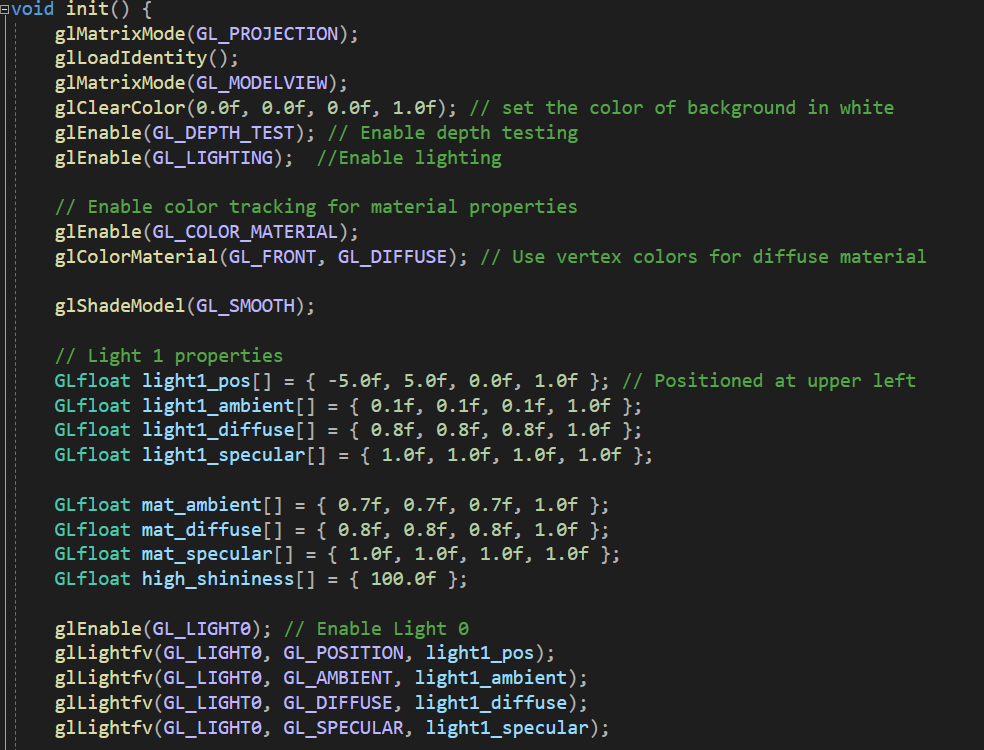 void init() {
glMatrixMode(GL_PROJECTION);
glLoadIdentity();
glMatrixMode(GL_MODELVIEW);
glClearColor(0.0f, 0.0f, 0.0f, 1.0f); // set the color of background in white
glEnable(GL_DEPTH_TEST); // Enable depth testing
glEnable(GL_LIGHTING);  //Enable lighting

// Enable color tracking for material properties
glEnable(GL_COLOR_MATERIAL);
glColorMaterial(GL_FRONT, GL_DIFFUSE); // Use vertex colors for diffuse material

glShadeModel(GL_SMOOTH);

// Light 1 properties
GLfloat light1_pos[] = { -5.0f, 5.0f, 0.0f, 1.0f }; // Positioned at upper left
GLfloat light1_ambient[] = { 0.1f, 0.1f, 0.1f, 1.0f };
GLfloat light1_diffuse[] = { 0.8f, 0.8f, 0.8f, 1.0f };
GLfloat light1_specular[] = { 1.0f, 1.0f, 1.0f, 1.0f };

GLfloat mat_ambient[] = { 0.7f, 0.7f, 0.7f, 1.0f };
GLfloat mat_diffuse[] = { 0.8f, 0.8f, 0.8f, 1.0f };
GLfloat mat_specular[] = { 1.0f, 1.0f, 1.0f, 1.0f };
GLfloat high_shininess[] = { 100.0f };

glEnable(GL_LIGHT0); // Enable Light 0
glLightfv(GL_LIGHT0, GL_POSITION, light1_pos);
glLightfv(GL_LIGHT0, GL_AMBIENT, light1_ambient);
glLightfv(GL_LIGHT0, GL_DIFFUSE, light1_diffuse);
glLightfv(GL_LIGHT0, GL_SPECULAR, light1_specular);